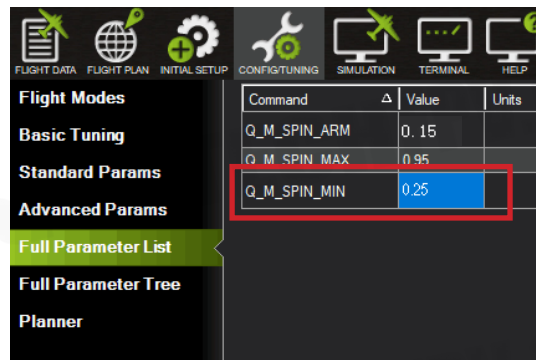 FLIGHT DATA FLIGHT PLAN INITIAL SETUP CONFIG/TUNING SIMULATION TERMINAL HELP
Flight Modes
Basic Tuning
Standard Params
Advanced Params
Full Parameter List
Full Parameter Tree
Planner
Command Value Units
Q_M_SPIN_ARM 0.15
Q_M_SPIN_MAX 0.95
Q_M_SPIN_MIN 0.25